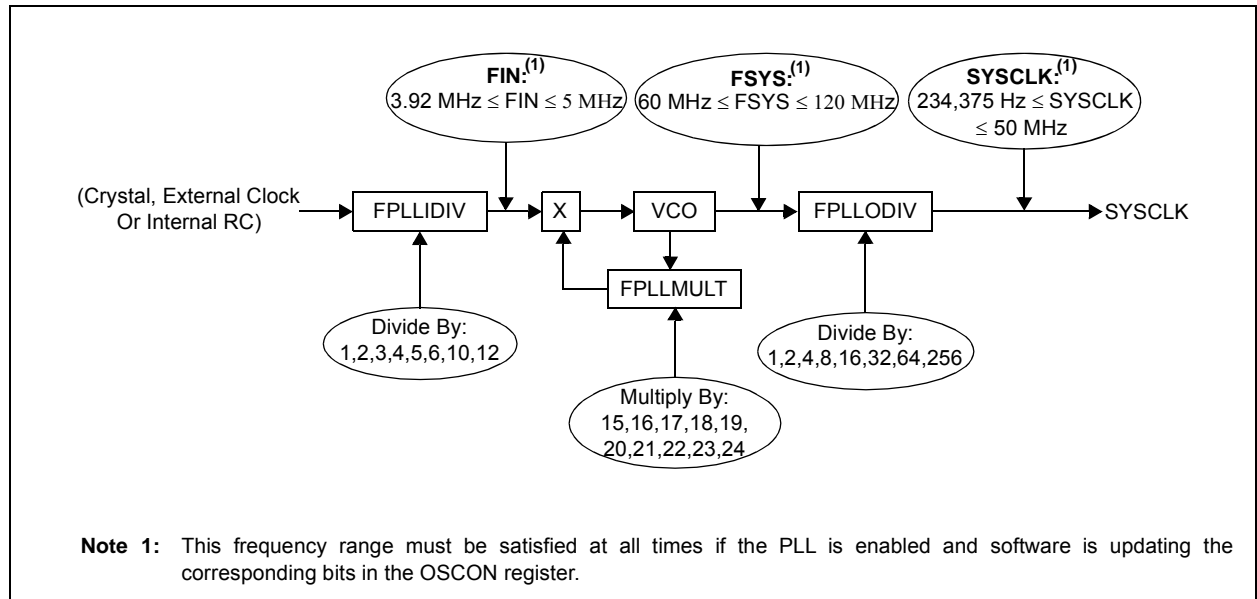 FIN:(1)
3.92 MHz ≤ FIN ≤ 5 MHz
FSYS:(1)
60 MHz ≤ FSYS ≤ 120 MHz
SYSCLK:(1)
234,375 Hz ≤ SYSCLK
≤ 50 MHz
(Crystal, External Clock
Or Internal RC)
FPLLIDIV
X
VCO
FPLLODIV
SYSCLK
FPLLMULT
Divide By:
1,2,3,4,5,6,10,12
Divide By:
1,2,4,8,16,32,64,256
Multiply By:
15,16,17,18,19,
20,21,22,23,24
Note 1: This frequency range must be satisfied at all times if the PLL is enabled and software is updating the
corresponding bits in the OSCON register.